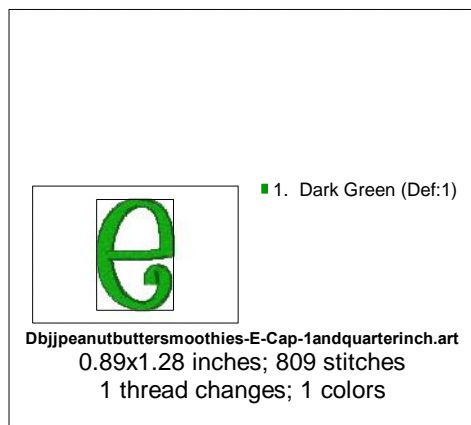 1. Dark Green (Def:1)
e
Dbjjpeanutbuttersmoothies-E-Cap-1andquarterinch.art
0.89x1.28 inches; 809 stitches
1 thread changes; 1 colors